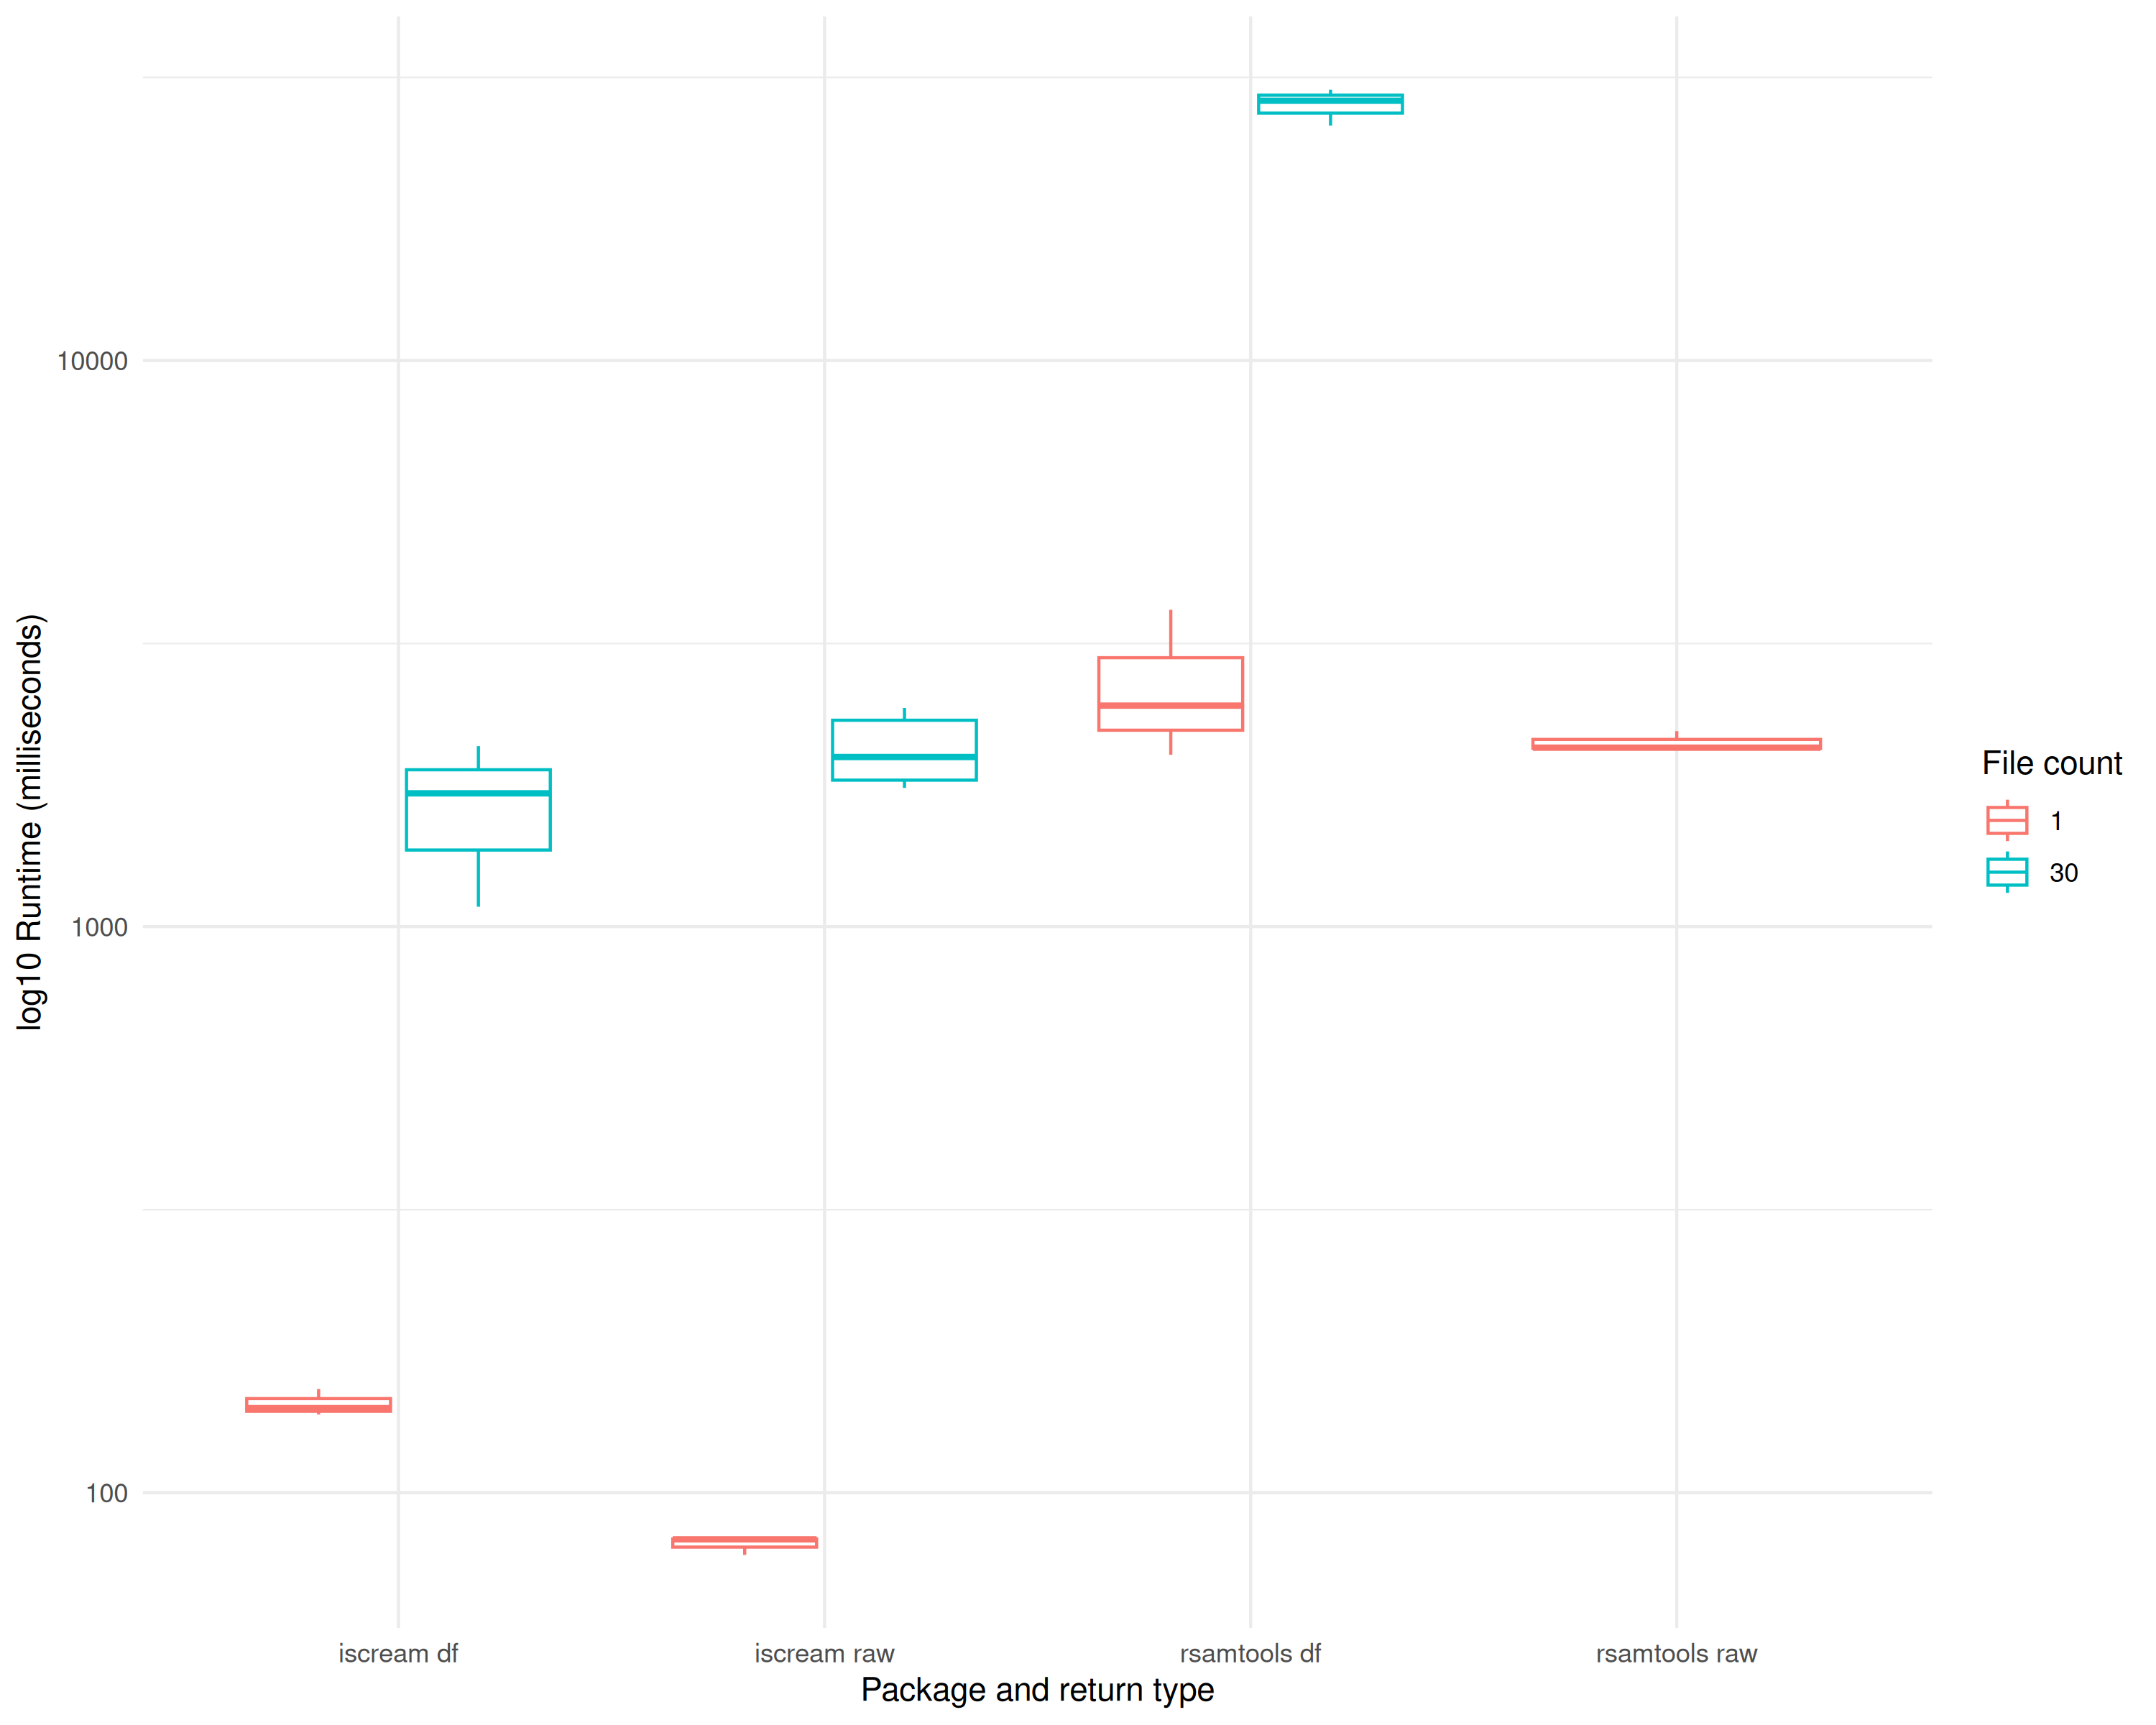 log10 Runtime (milliseconds)
10000
1000
100
iscream df
iscream raw
rsamtools df
rsamtools raw
Package and return type
File count
1
30